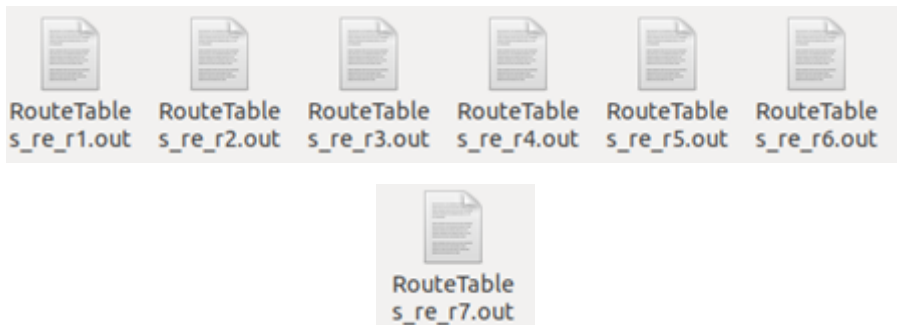 RouteTable RouteTable RouteTable RouteTable RouteTable RouteTable
s_re_r1.out s_re_r2.out s_re_r3.out s_re_r4.out s_re_r5.out s_re_r6.out
RouteTable
s_re_r7.out